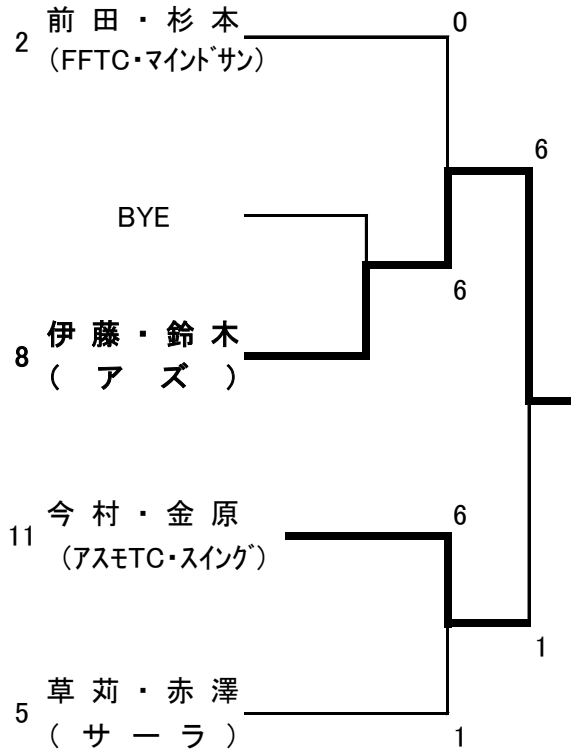 前 田 ・ 杉 本
0
2
(FFTC・マインドサン)
6
BYE
6
伊 藤 ・ 鈴 木
8
( ア ズ )
今 村 ・ 金 原
6
11
(アスモTC・スイング)
1
草 苅 ・ 赤 澤
5
( サ ー ラ )
1